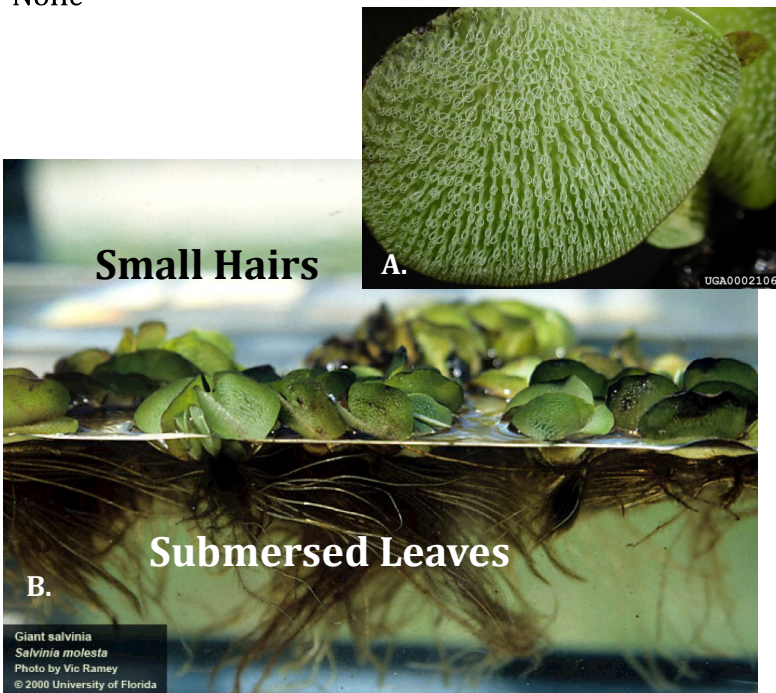 None
A.
UGA0002106
Small Hairs
Submersed Leaves
B.
Giant salvinia
Salvinia molesta
Photo by Vic Ramey
© 2000 University of Florida